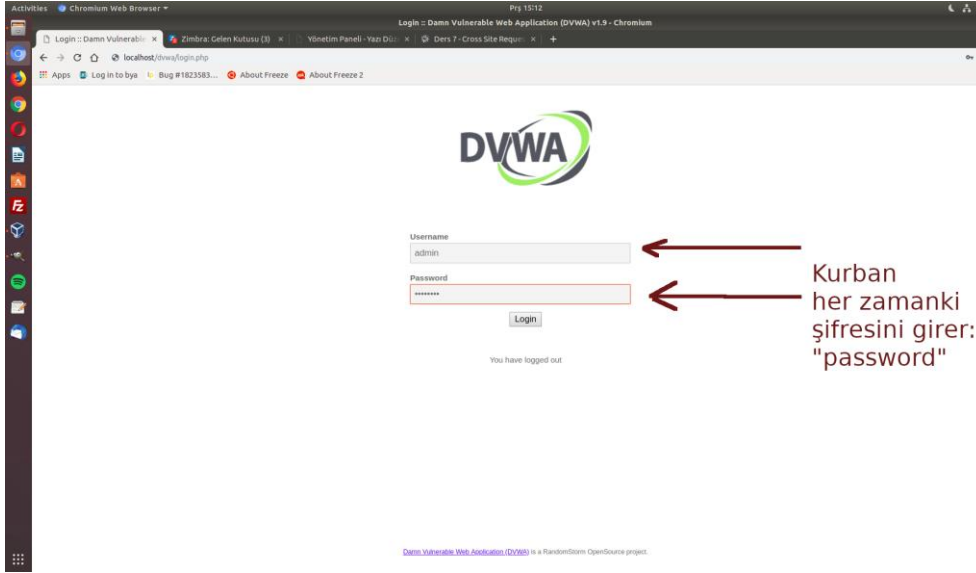 Activities Chromium Web Browser Prş 15:12
Login :: Damn Vulnerable Web Application (DVWA) v1.9 - Chromium
Login :: Damn Vulnerable Zimbra: Gelen Kutusu (3) Yönetim Paneli - Yazı Düz Ders 7 - Cross Site Reque
localhost/dvwa/login.php
Apps Log in to bya Bug #1823583... About Freeze About Freeze 2
DVWA
Username
admin
Password
••••••••
Login
You have logged out
Kurban
her zamanki
şifresini girer:
"password"
Damn Vulnerable Web Application (DVWA) is a RandomStorm OpenSource project.